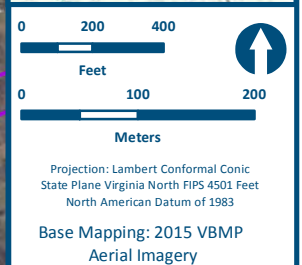 0 200 400
Feet
0 100 200
Meters
Projection: Lambert Conformal Conic
State Plane Virginia North FIPS 4501 Feet
North American Datum of 1983
Base Mapping: 2015 VBMP
Aerial Imagery